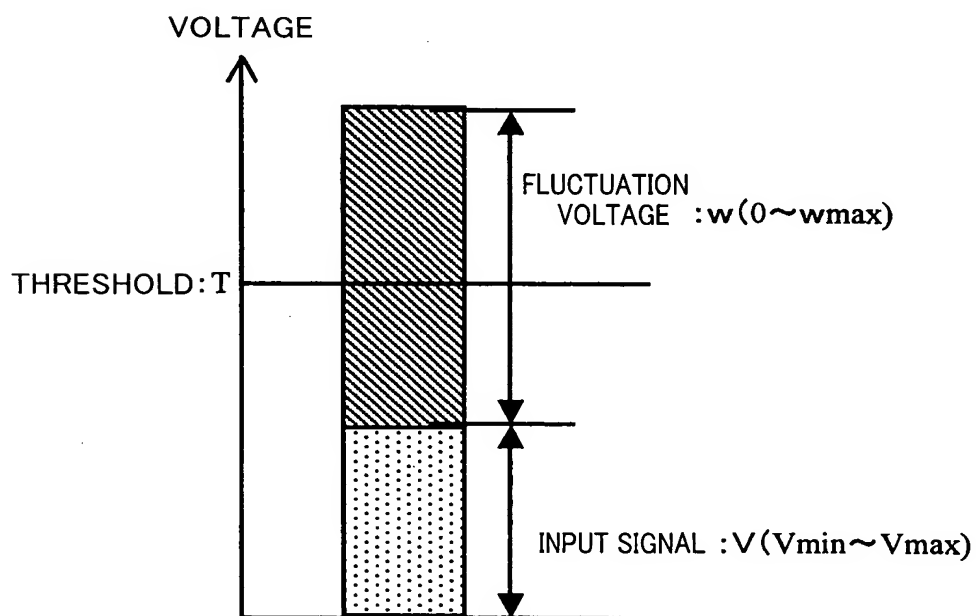 VOLTAGE
FLUCTUATION
VOLTAGE : w(0～wmax)
THRESHOLD: T
INPUT SIGNAL : V(Vmin～Vmax)